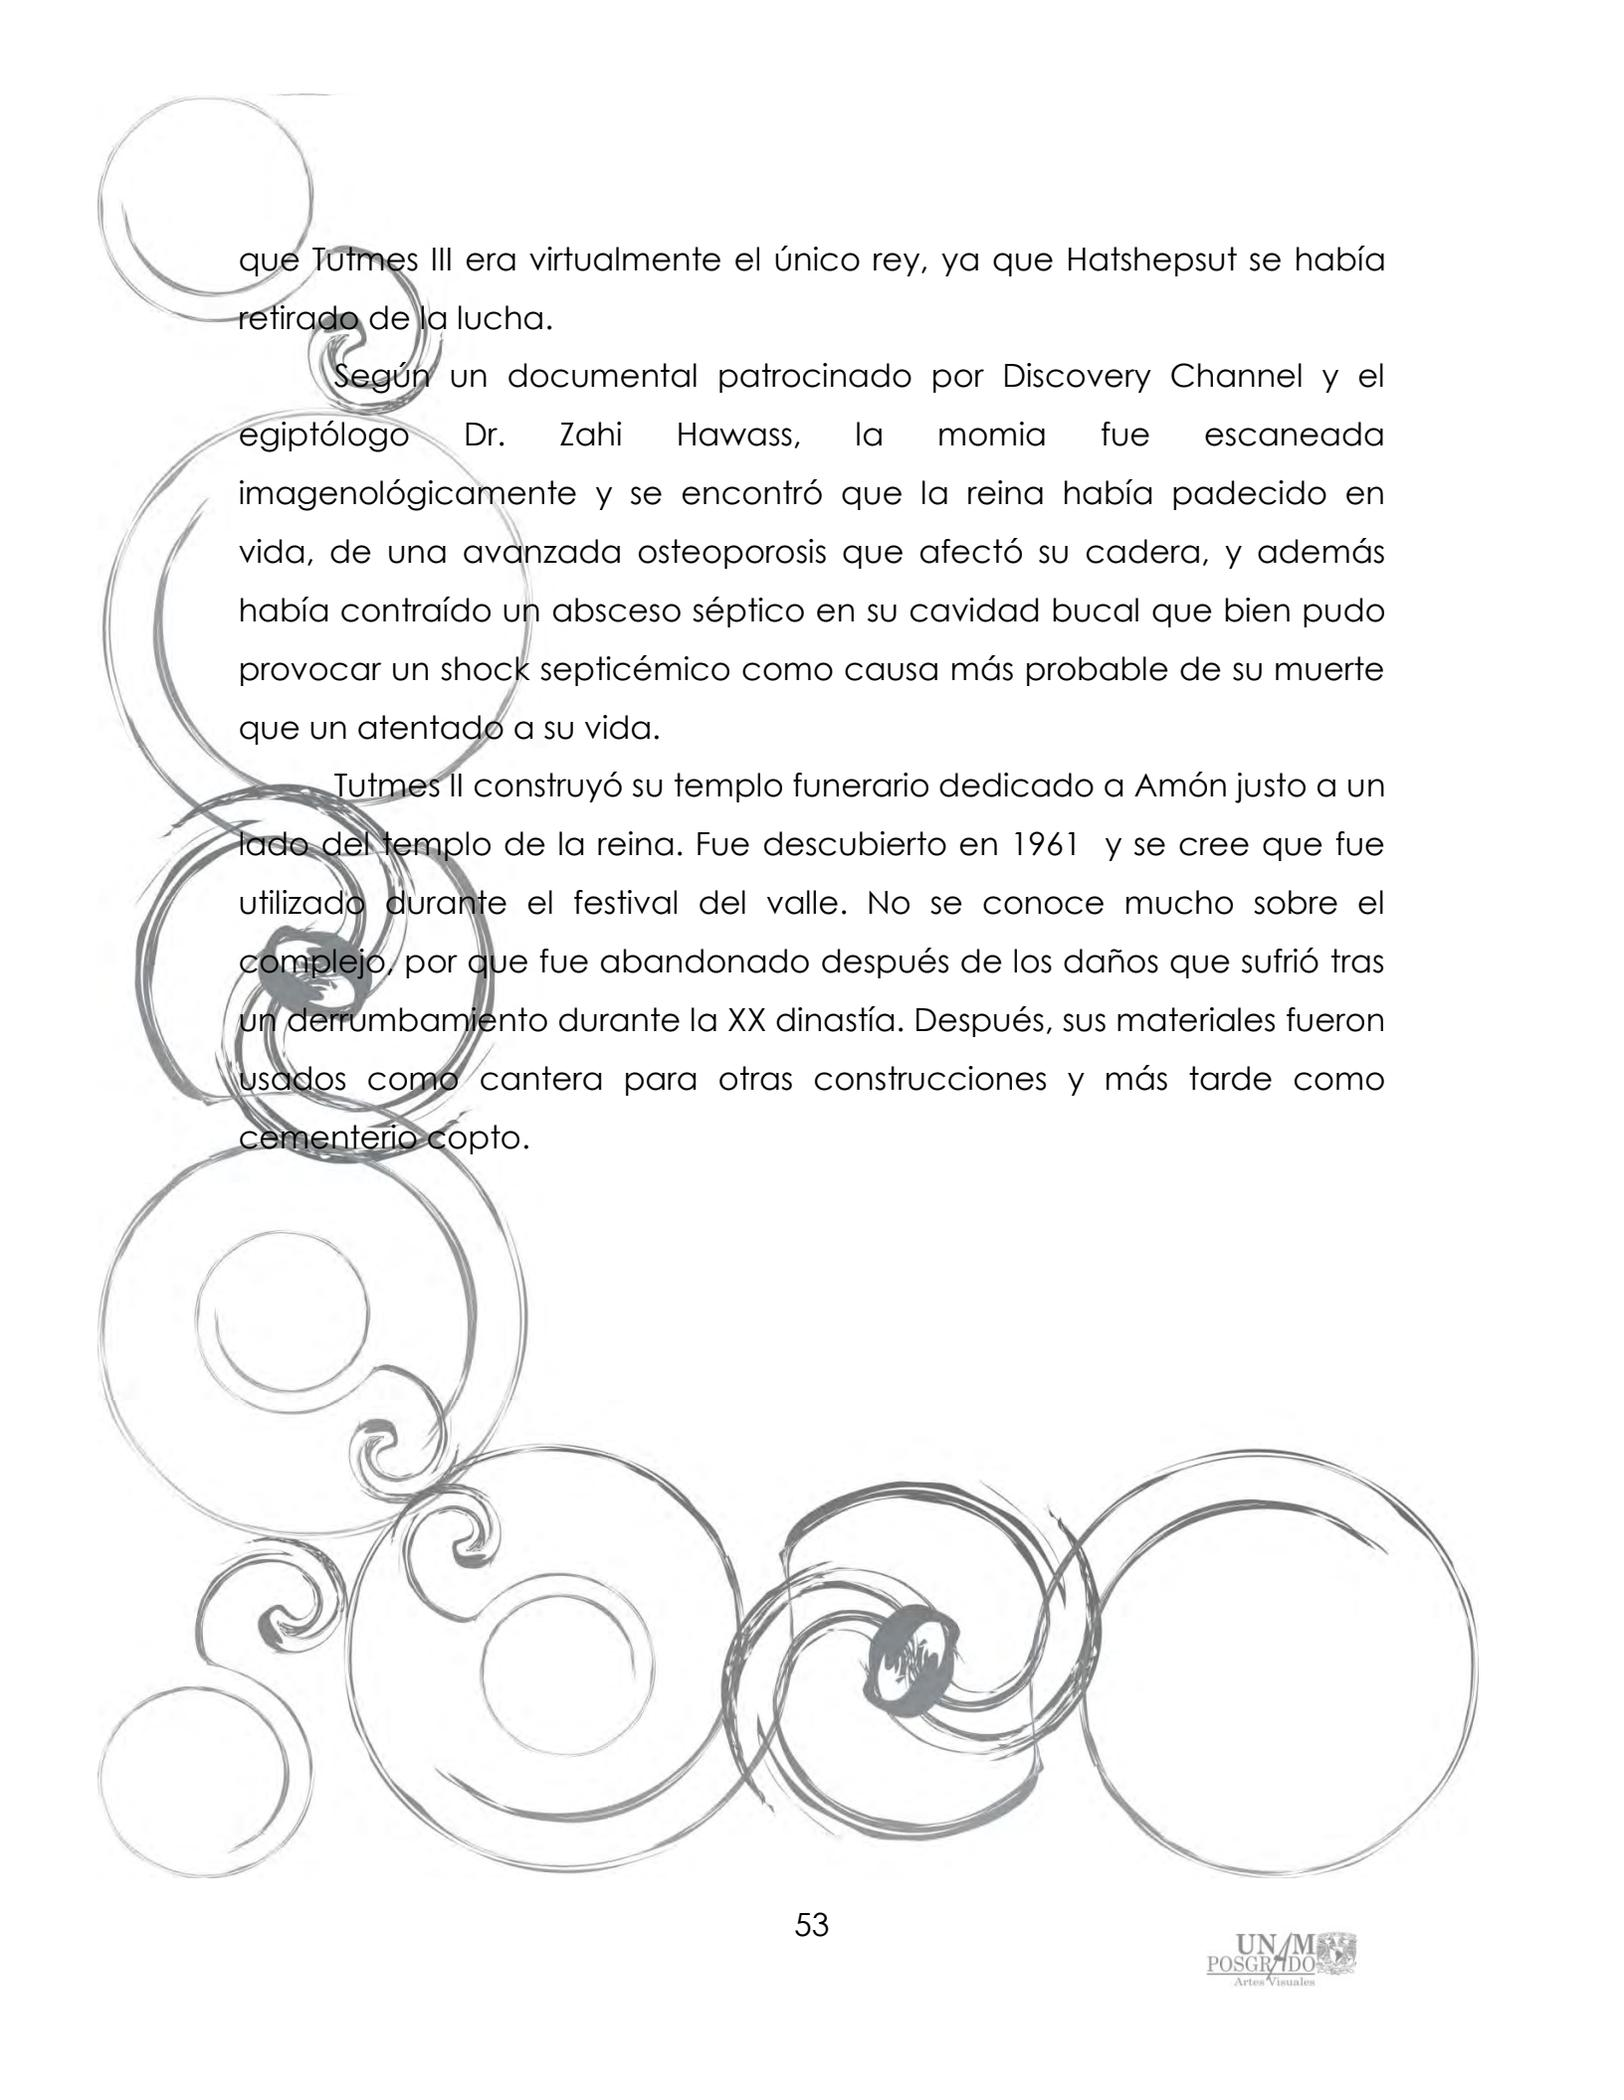 que Tutmes III era virtualmente el único rey, ya que Hatshepsut se había
retirado de la lucha.
Según un documental patrocinado por Discovery Channel y el
egiptólogo Dr. Zahi Hawass, la momia fue escaneada
imagenológicamente y se encontró que la reina había padecido en
vida, de una avanzada osteoporosis que afectó su cadera, y además
había contraído un absceso séptico en su cavidad bucal que bien pudo
provocar un shock septicémico como causa más probable de su muerte
que un atentado a su vida.
Tutmes II construyó su templo funerario dedicado a Amón justo a un
lado del templo de la reina. Fue descubierto en 1961  y se cree que fue
utilizado durante el festival del valle. No se conoce mucho sobre el
complejo, por que fue abandonado después de los daños que sufrió tras
un derrumbamiento durante la XX dinastía. Después, sus materiales fueron
usados como cantera para otras construcciones y más tarde como
cementerio copto.
53
UNAM
POSGRADO
Artes Visuales